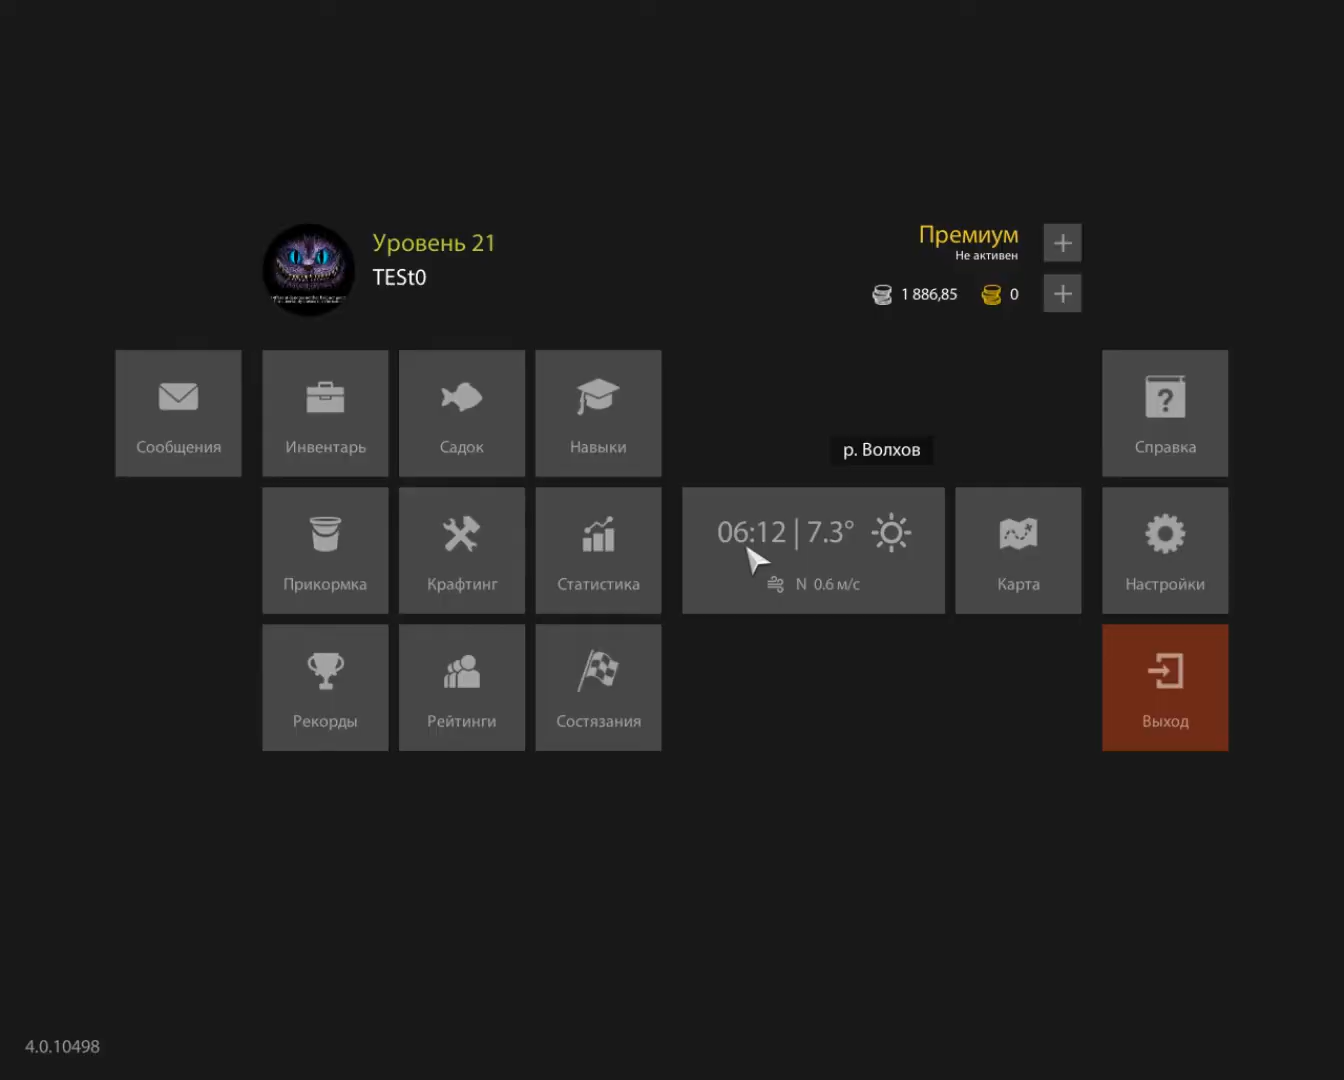 Уровень 21
TESt0
Премиум
Не активен
1 886,85
0
Сообщения
Инвентарь
Садок
Навыки
р. Волхов
Справка
06:12 | 7.3°
N 0.6 м/с
Прикормка
Крафтинг
Статистика
Карта
Настройки
Рекорды
Рейтинги
Состязания
Выход
4.0.10498